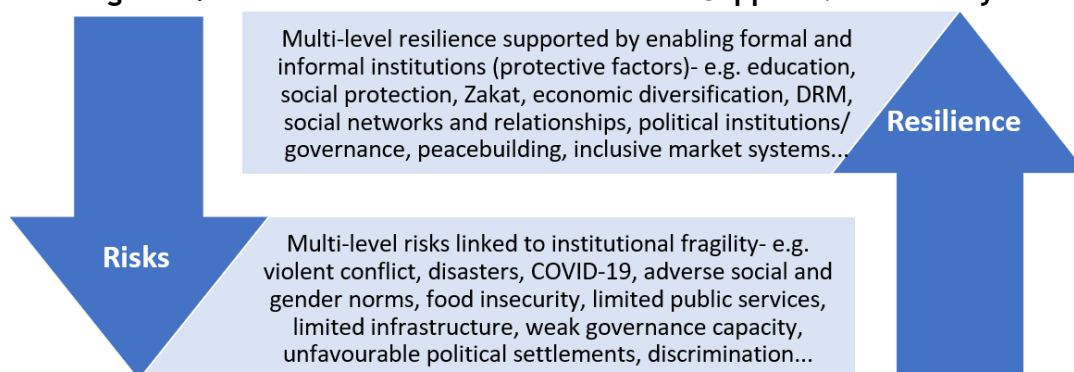 Multi-level resilience supported by enabling formal and
informal institutions (protective factors)- e.g. education,
social protection, Zakat, economic diversification, DRM,
social networks and relationships, political institutions/
governance, peacebuilding, inclusive market systems...
Resilience
Risks
Multi-level risks linked to institutional fragility- e.g.
violent conflict, disasters, COVID-19, adverse social and
gender norms, food insecurity, limited public services,
limited infrastructure, weak governance capacity,
unfavourable political settlements, discrimination...